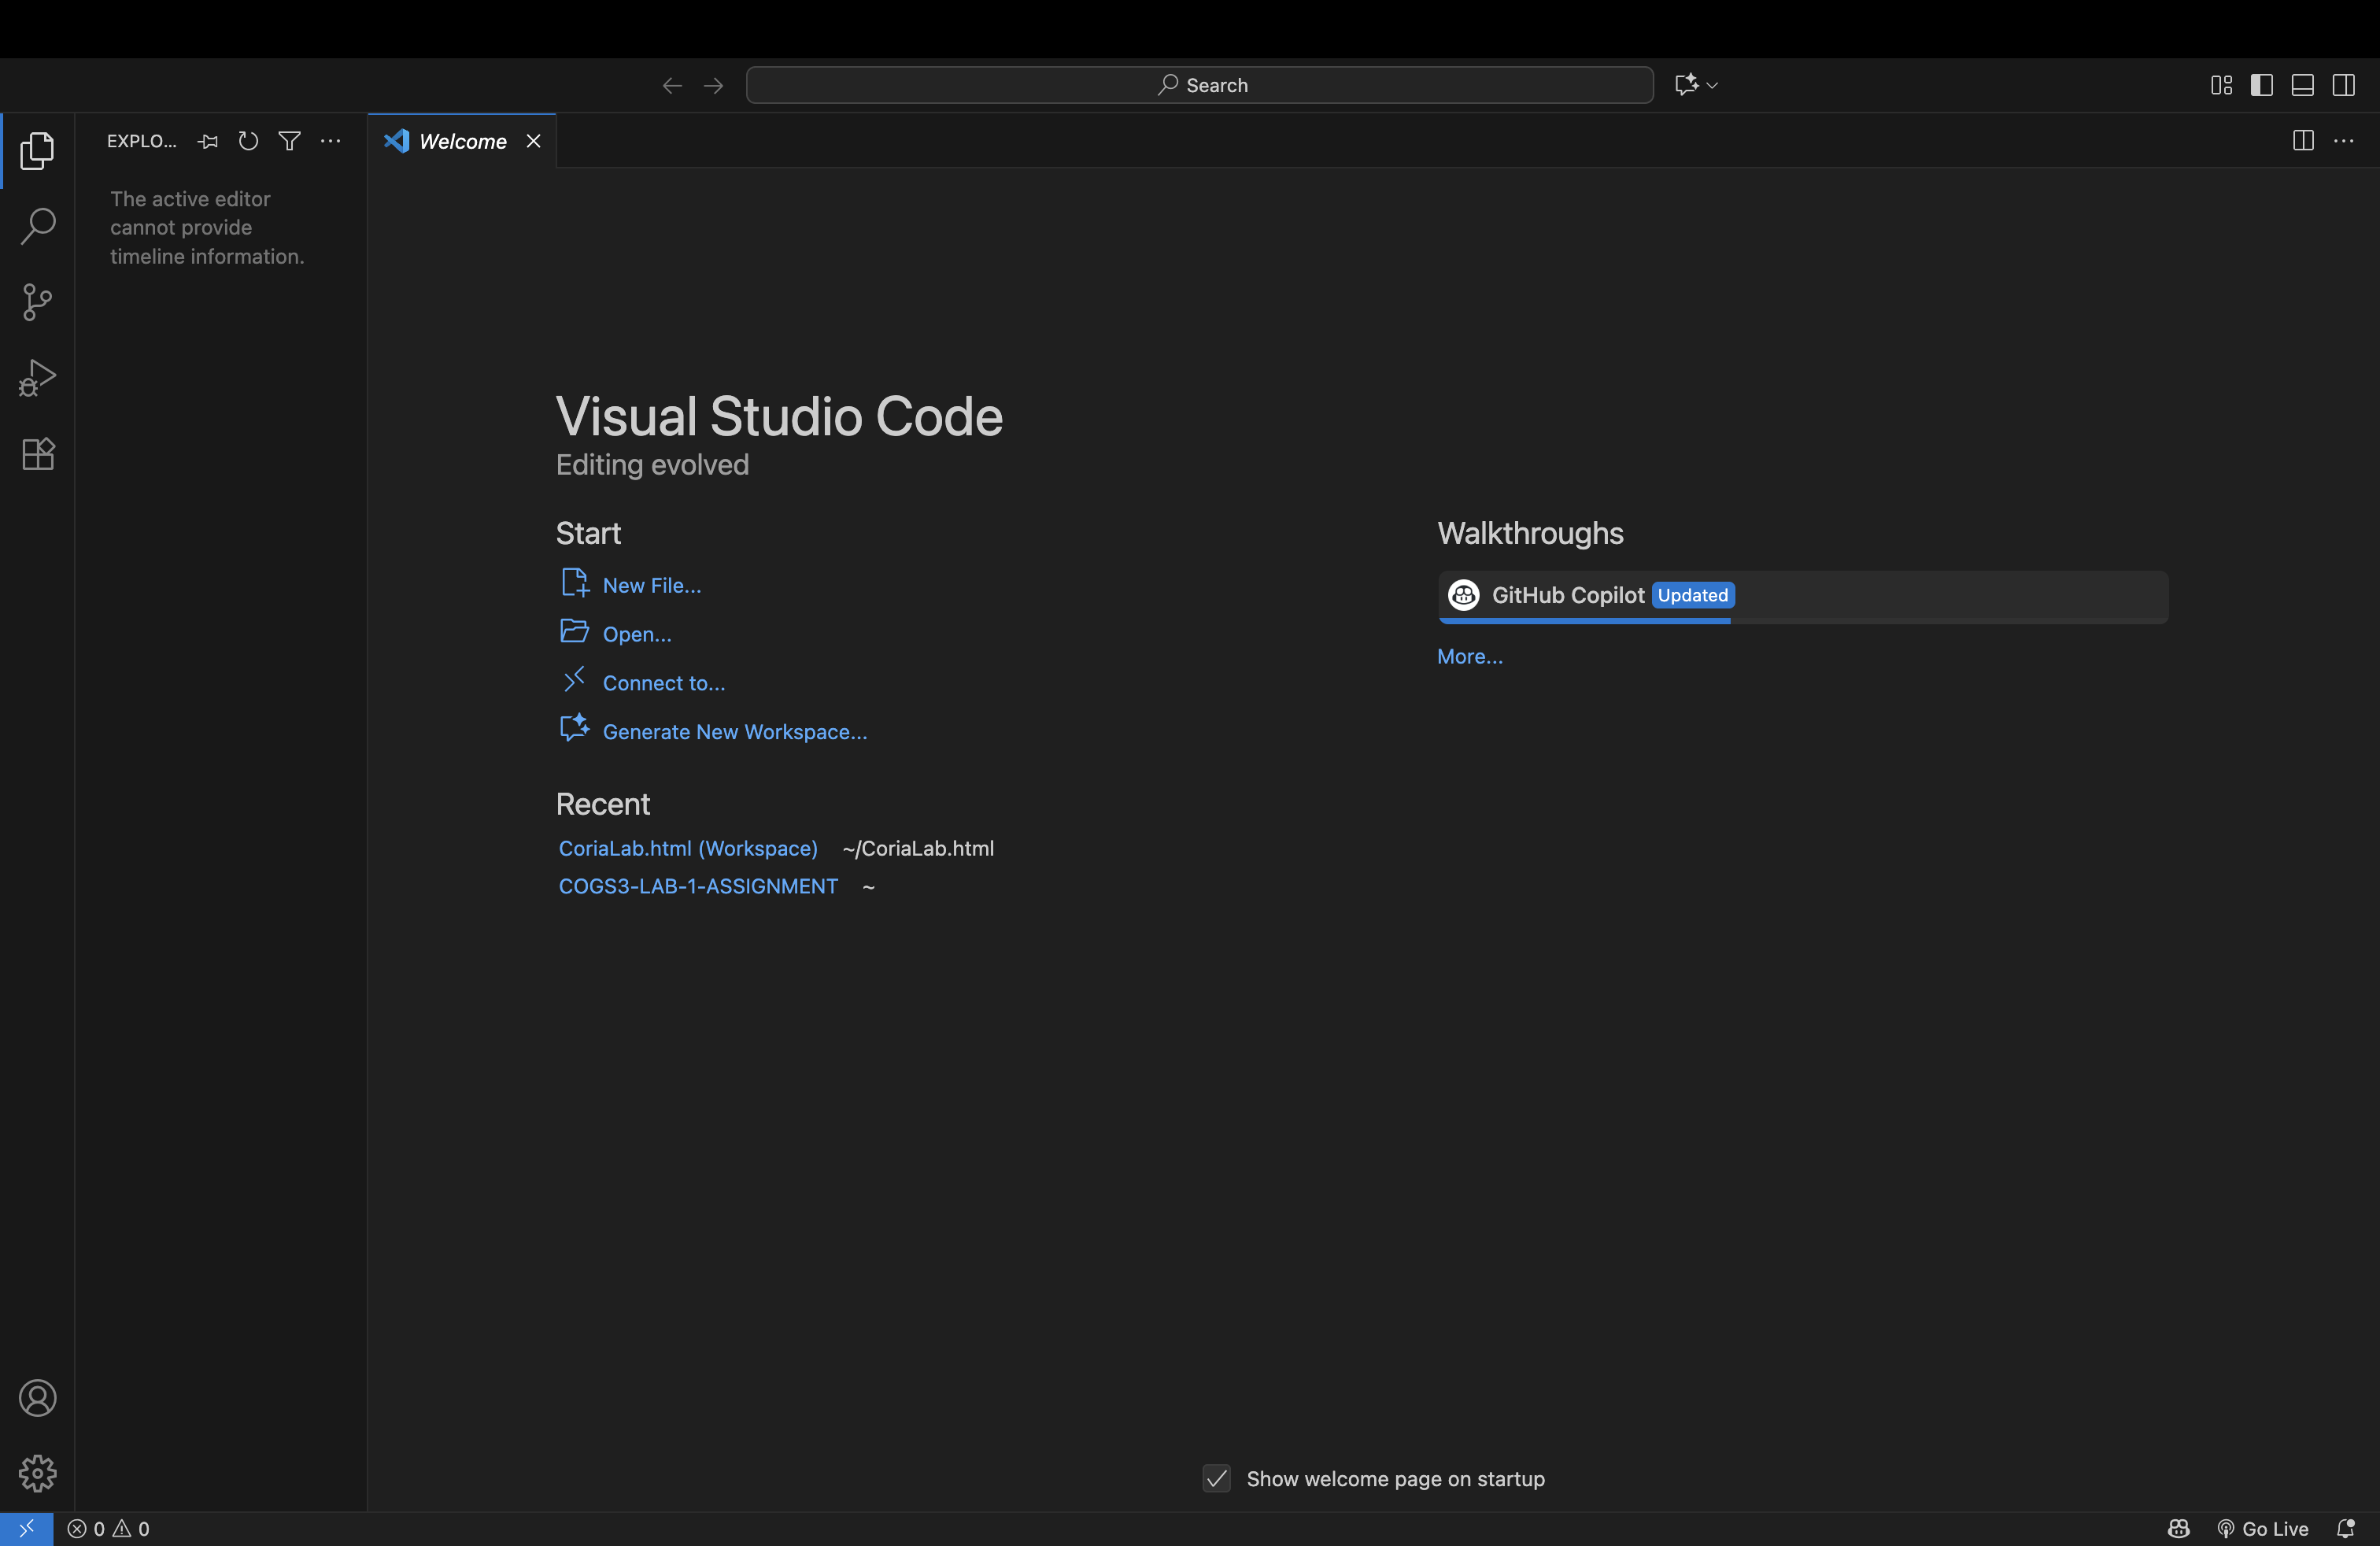 Search
EXPLO...
Welcome
The active editor
cannot provide
timeline information.
Visual Studio Code
Editing evolved
Start
New File...
Open...
Connect to...
Generate New Workspace...
Recent
CoriaLab.html (Workspace) ~/CoriaLab.html
COGS3-LAB-1-ASSIGNMENT ~
Walkthroughs
GitHub Copilot Updated
More...
Show welcome page on startup
0 0
Go Live